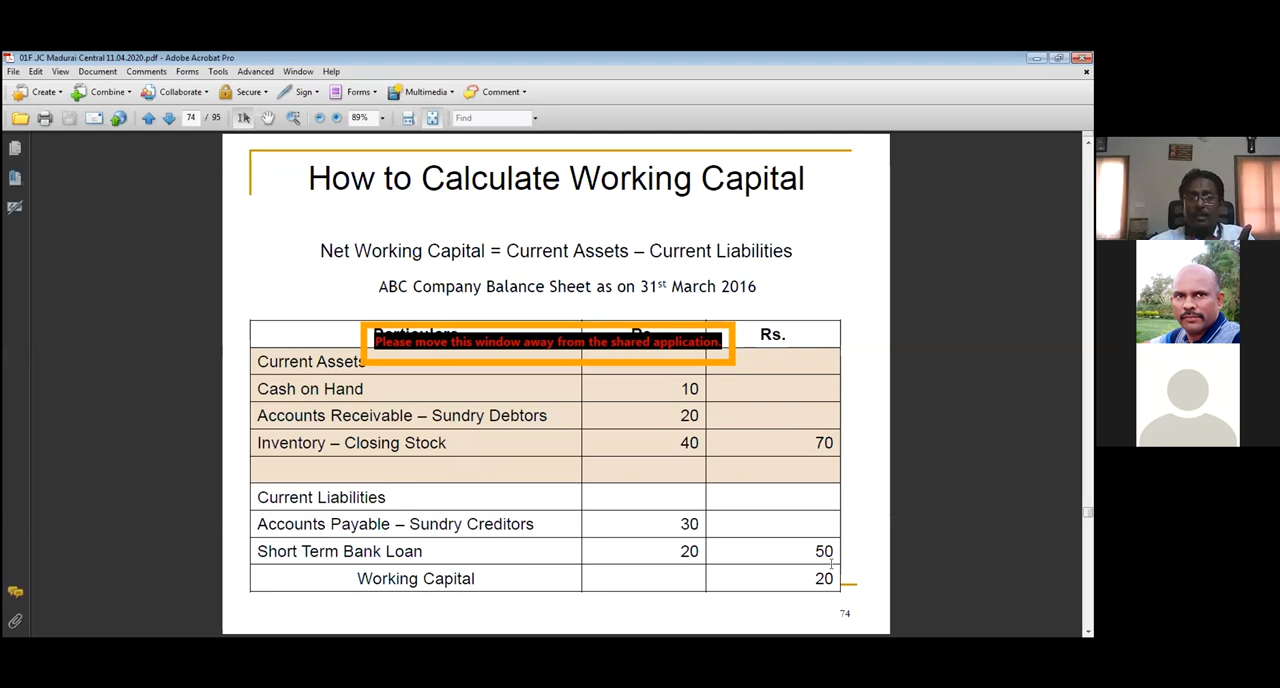 01F JC Madurai Central 11.04.2020.pdf - Adobe Acrobat Pro
File Edit View Document Comments Forms Tools Advanced Window Help
Create Combine Collaborate Secure Sign Forms Multimedia Comment
74 / 95 89% Find
How to Calculate Working Capital
Net Working Capital = Current Assets – Current Liabilities
ABC Company Balance Sheet as on 31st March 2016
Particulars Rs. Rs.
Please move this window away from the shared application.
Current Assets
Cash on Hand 10
Accounts Receivable – Sundry Debtors 20
Inventory – Closing Stock 40 70
Current Liabilities
Accounts Payable – Sundry Creditors 30
Short Term Bank Loan 20 50
Working Capital 20
74